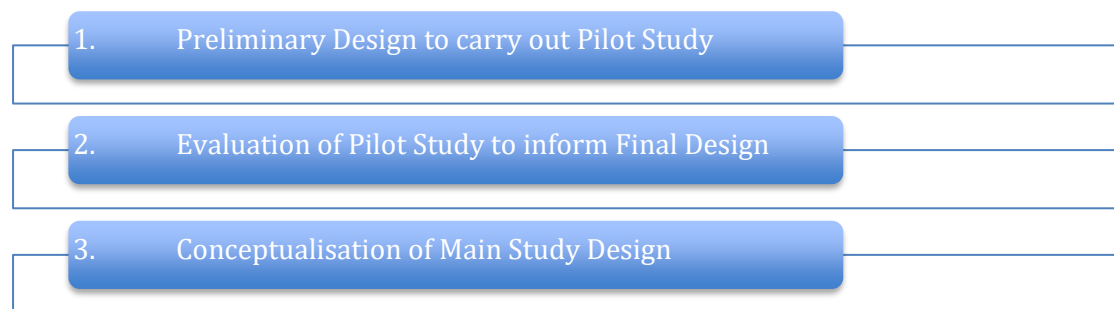 1. Preliminary Design to carry out Pilot Study
2. Evaluation of Pilot Study to inform Final Design
3. Conceptualisation of Main Study Design